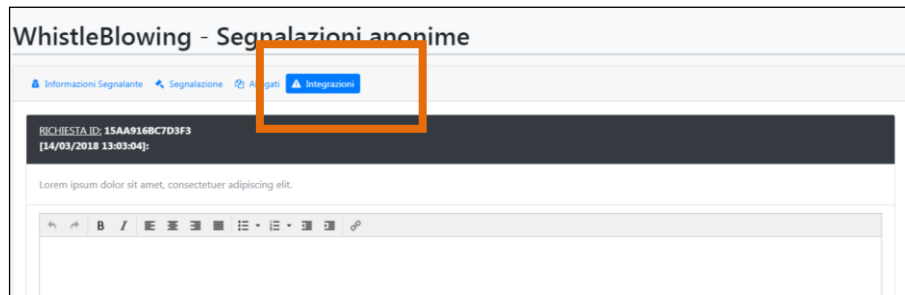 WhistleBlowing - Segnalazioni anonime
Informazioni Segnalante Segnalazione Integrazioni
RICHIESTA ID: 15AA916BC7D3F3
[14/03/2018 13:03:04]:
Lorem ipsum dolor sit amet, consectetuer adipiscing elit.
B I